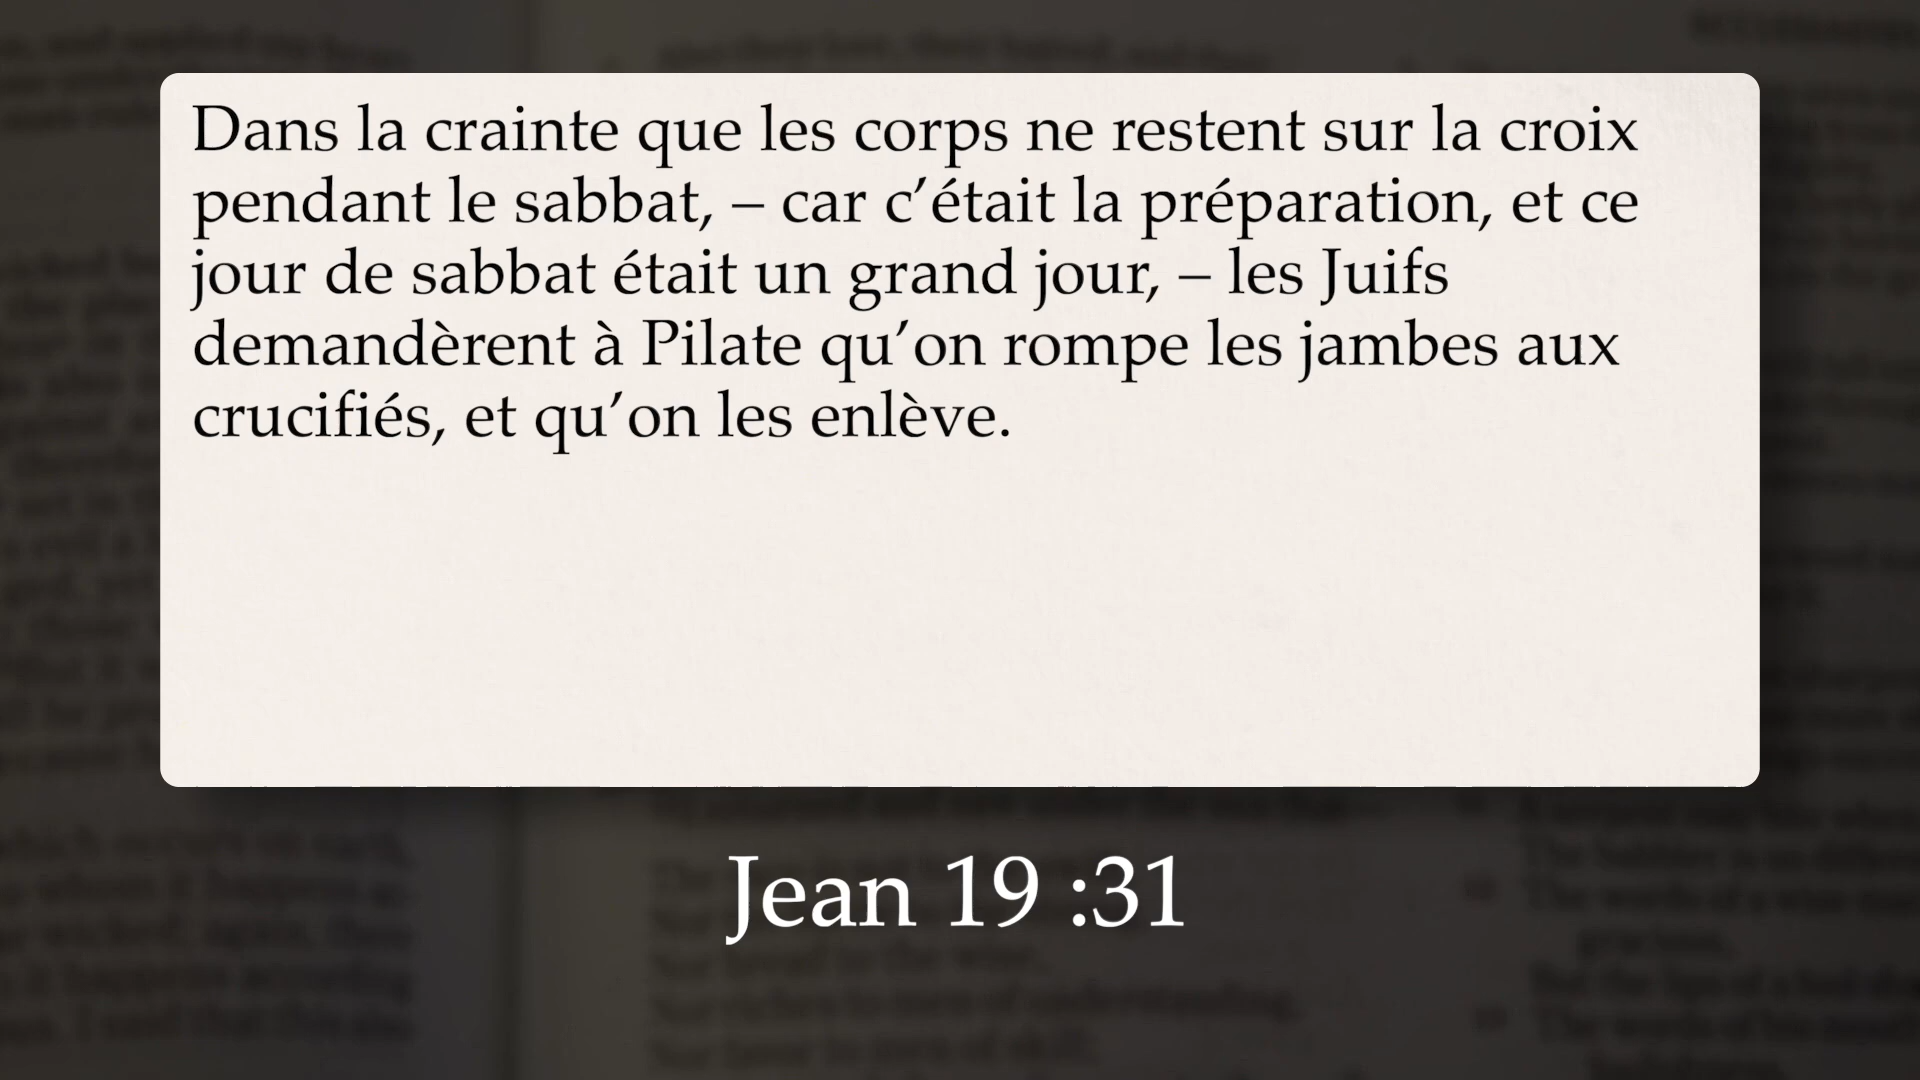 Dans la crainte que les corps ne restent sur la croix
pendant le sabbat, – car c’était la préparation, et ce
jour de sabbat était un grand jour, – les Juifs
demandèrent à Pilate qu’on rompe les jambes aux
crucifiés, et qu’on les enlève.
Jean 19 :31